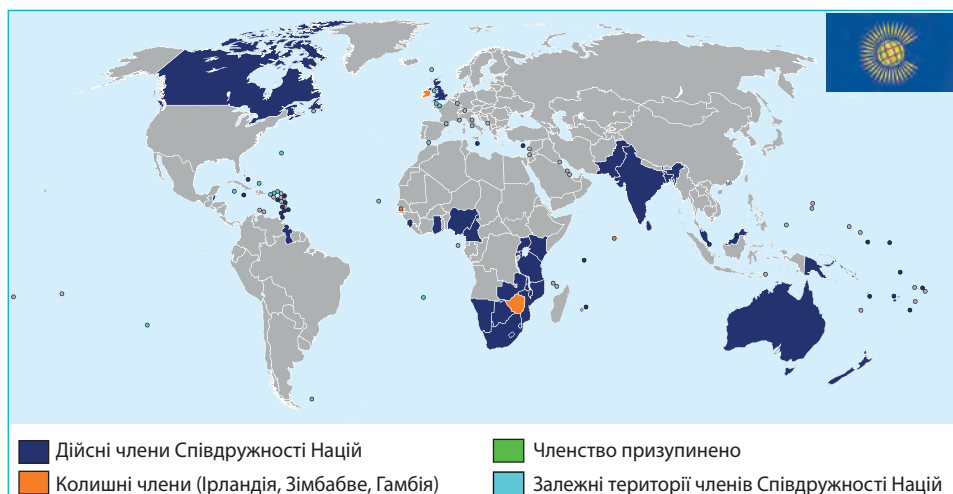 Дійсні члени Співдружності Націй
Колишні члени (Ірландія, Зімбабве, Гамбія)
Членство призупинено
Залежні території членів Співдружності Націй